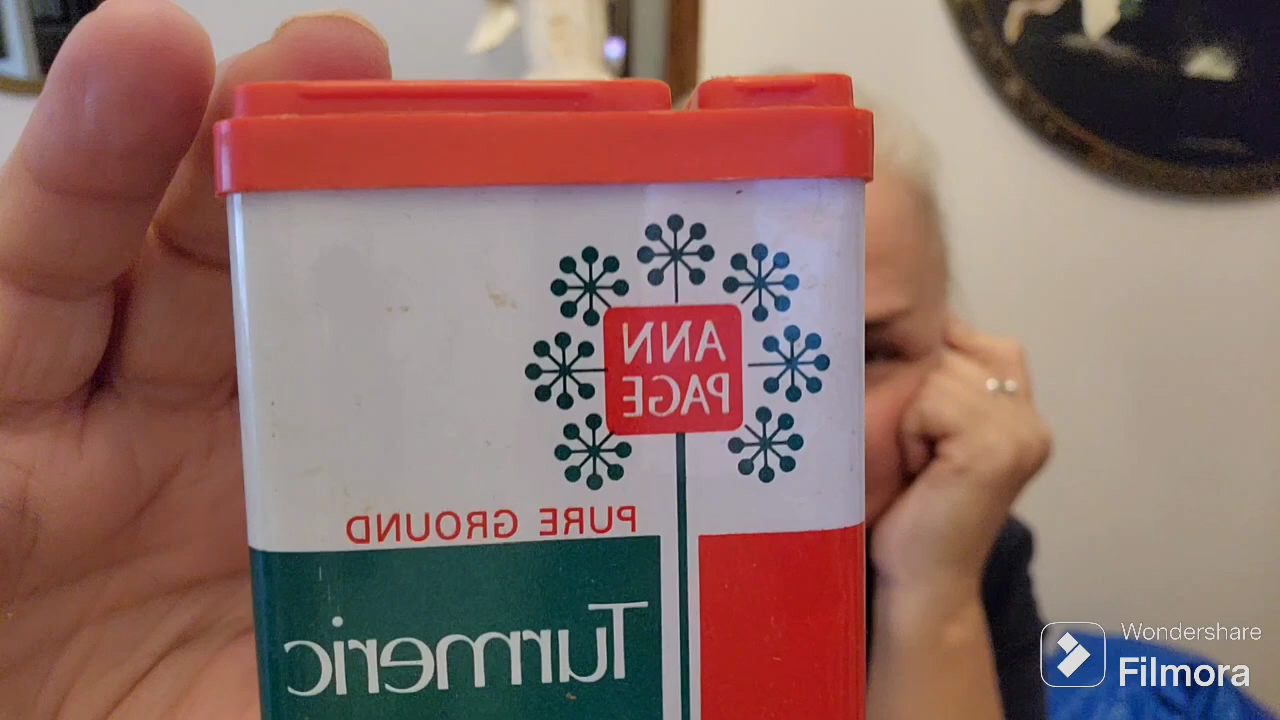 ANN
PAGE
PURE GROUND
Turmeric
Wondershare
Filmora